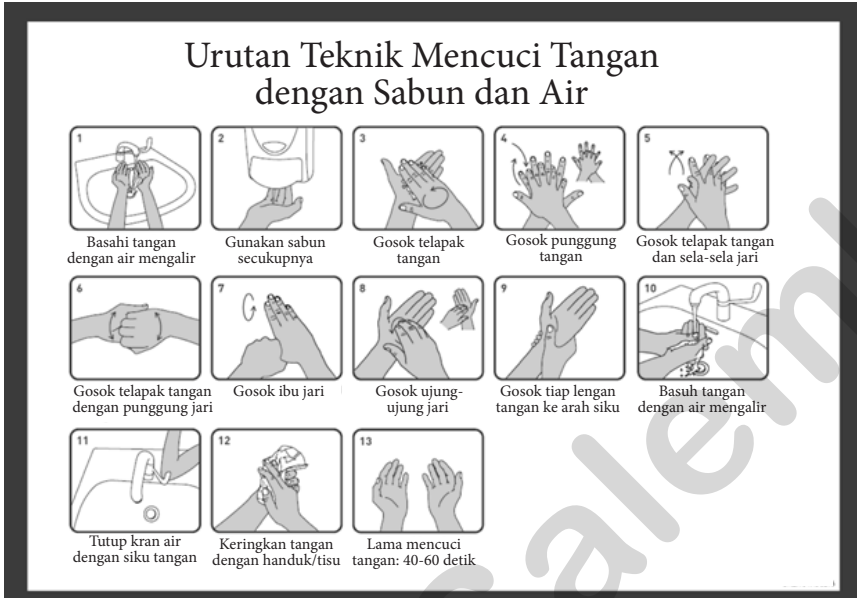 Urutan Teknik Mencuci Tangan
dengan Sabun dan Air
1
Basahi tangan
dengan air mengalir
2
Gunakan sabun
secukupnya
3
Gosok telapak
tangan
4
Gosok punggung
tangan
5
Gosok telapak tangan
dan sela-sela jari
6
Gosok telapak tangan
dengan punggung jari
7
Gosok ibu jari
8
Gosok ujung-
ujung jari
9
Gosok tiap lengan
tangan ke arah siku
10
Basuh tangan
dengan air mengalir
11
Tutup kran air
dengan siku tangan
12
Keringkan tangan
dengan handuk/tisu
13
Lama mencuci
tangan: 40-60 detik